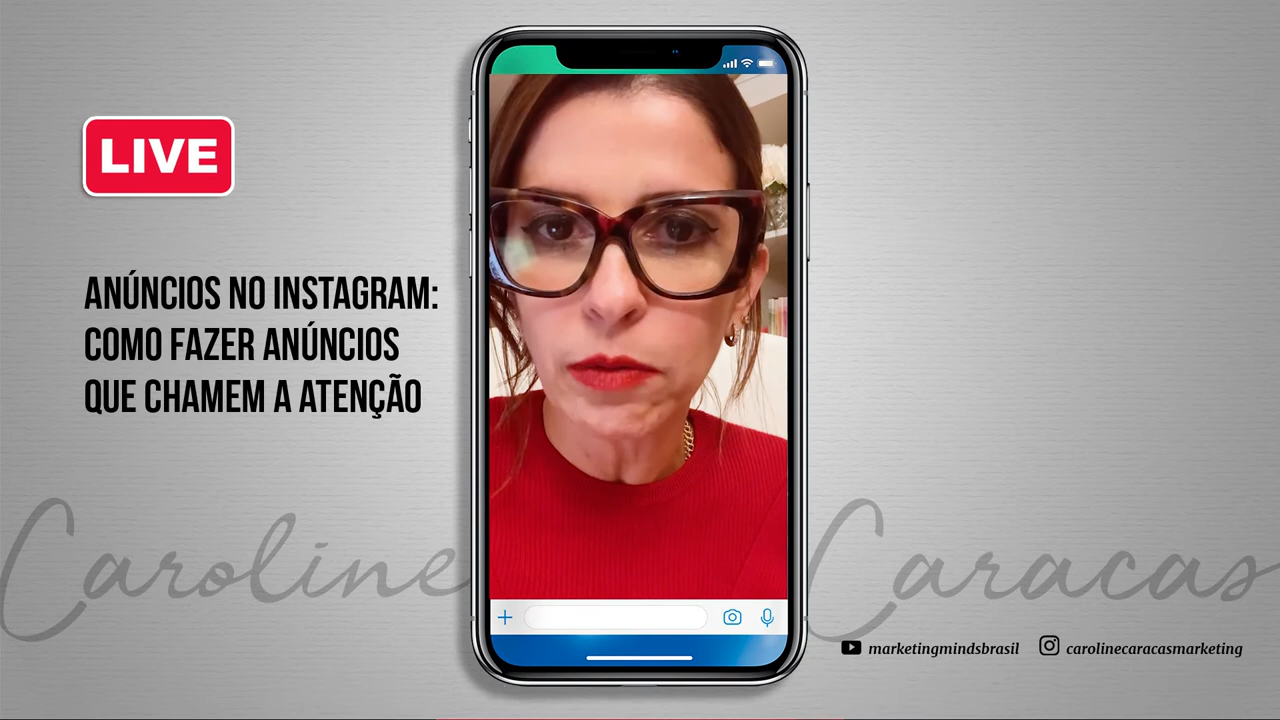 LIVE
ANÚNCIOS NO INSTAGRAM:
COMO FAZER ANÚNCIOS
QUE CHAMEM A ATENÇÃO
Caroline Caracas
marketingmindsbrasil carolinecaracasmarketing